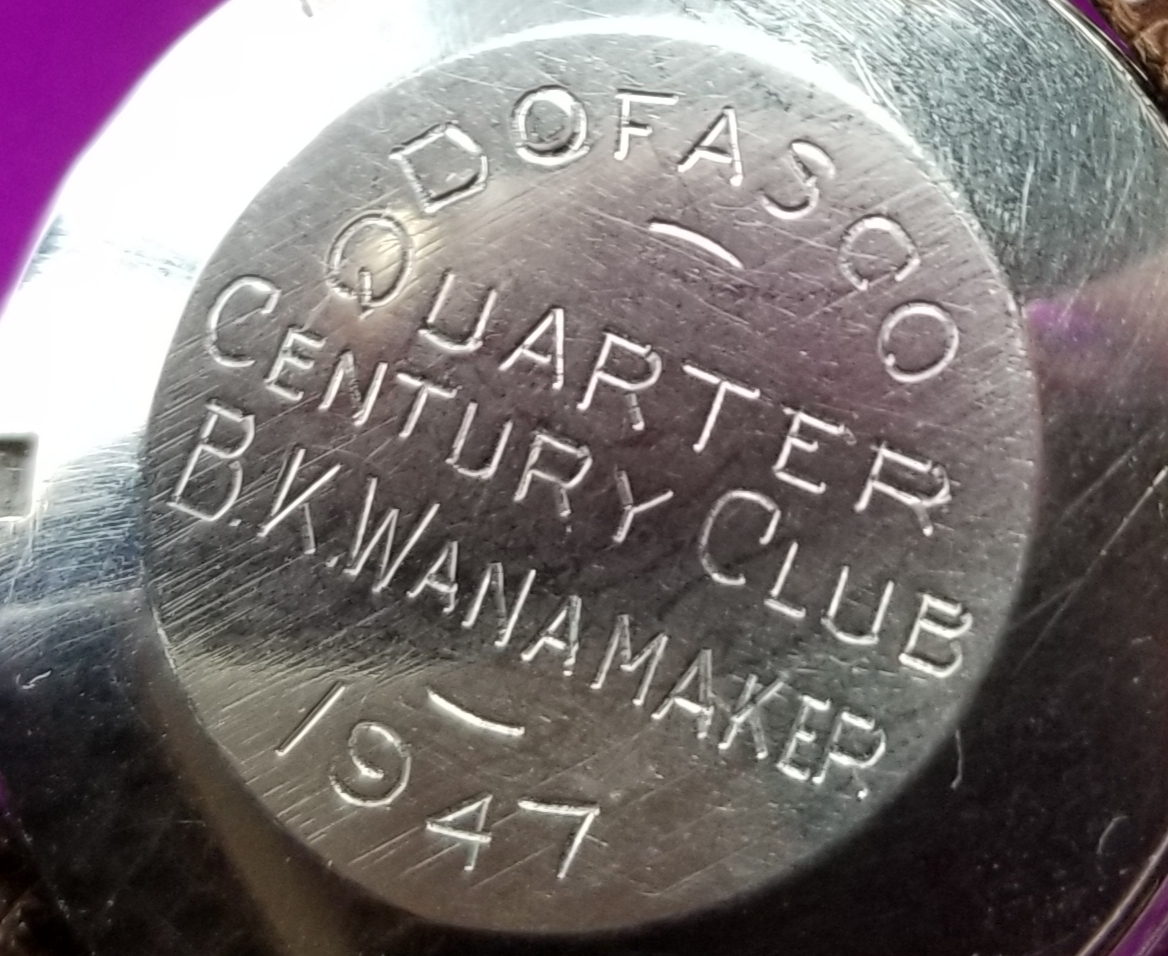 DOFASCO
QUARTER
CENTURY CLUB
B.K.WANAMAKER.
1947